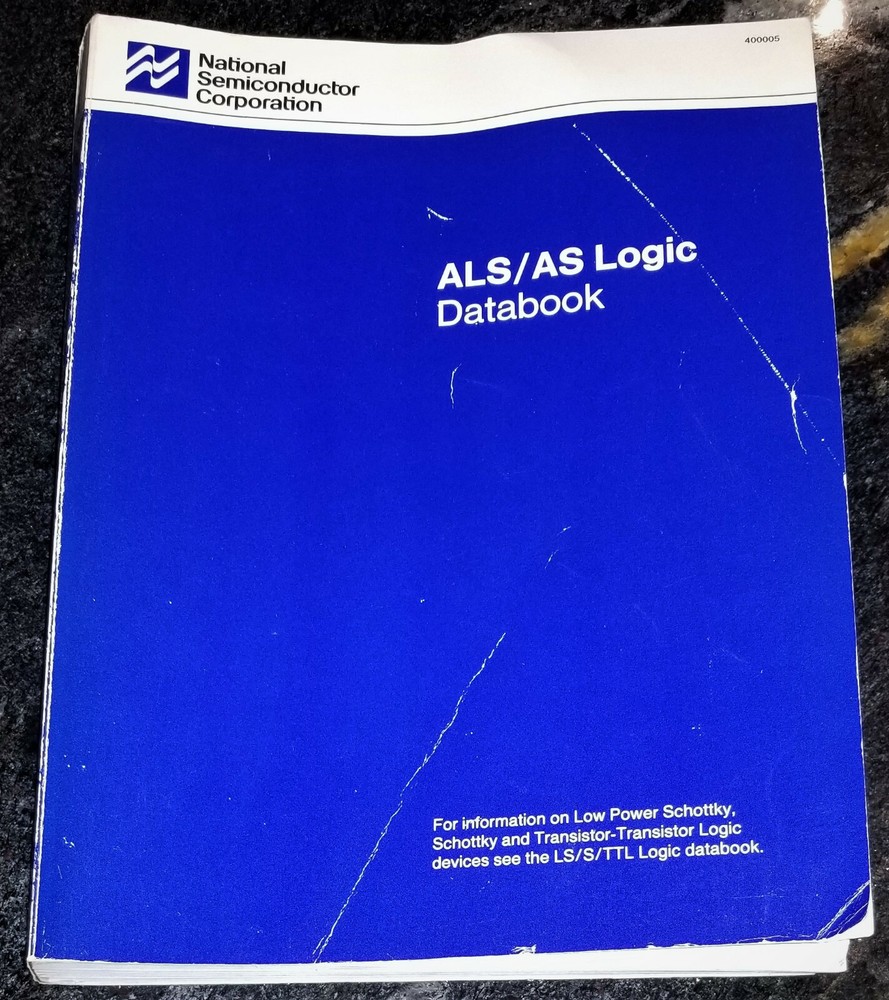 National
Semiconductor
Corporation
400005
ALS/AS Logic
Databook
For information on Low Power Schottky,
Schottky and Transistor-Transistor Logic
devices see the LS/S/TTL Logic databook.